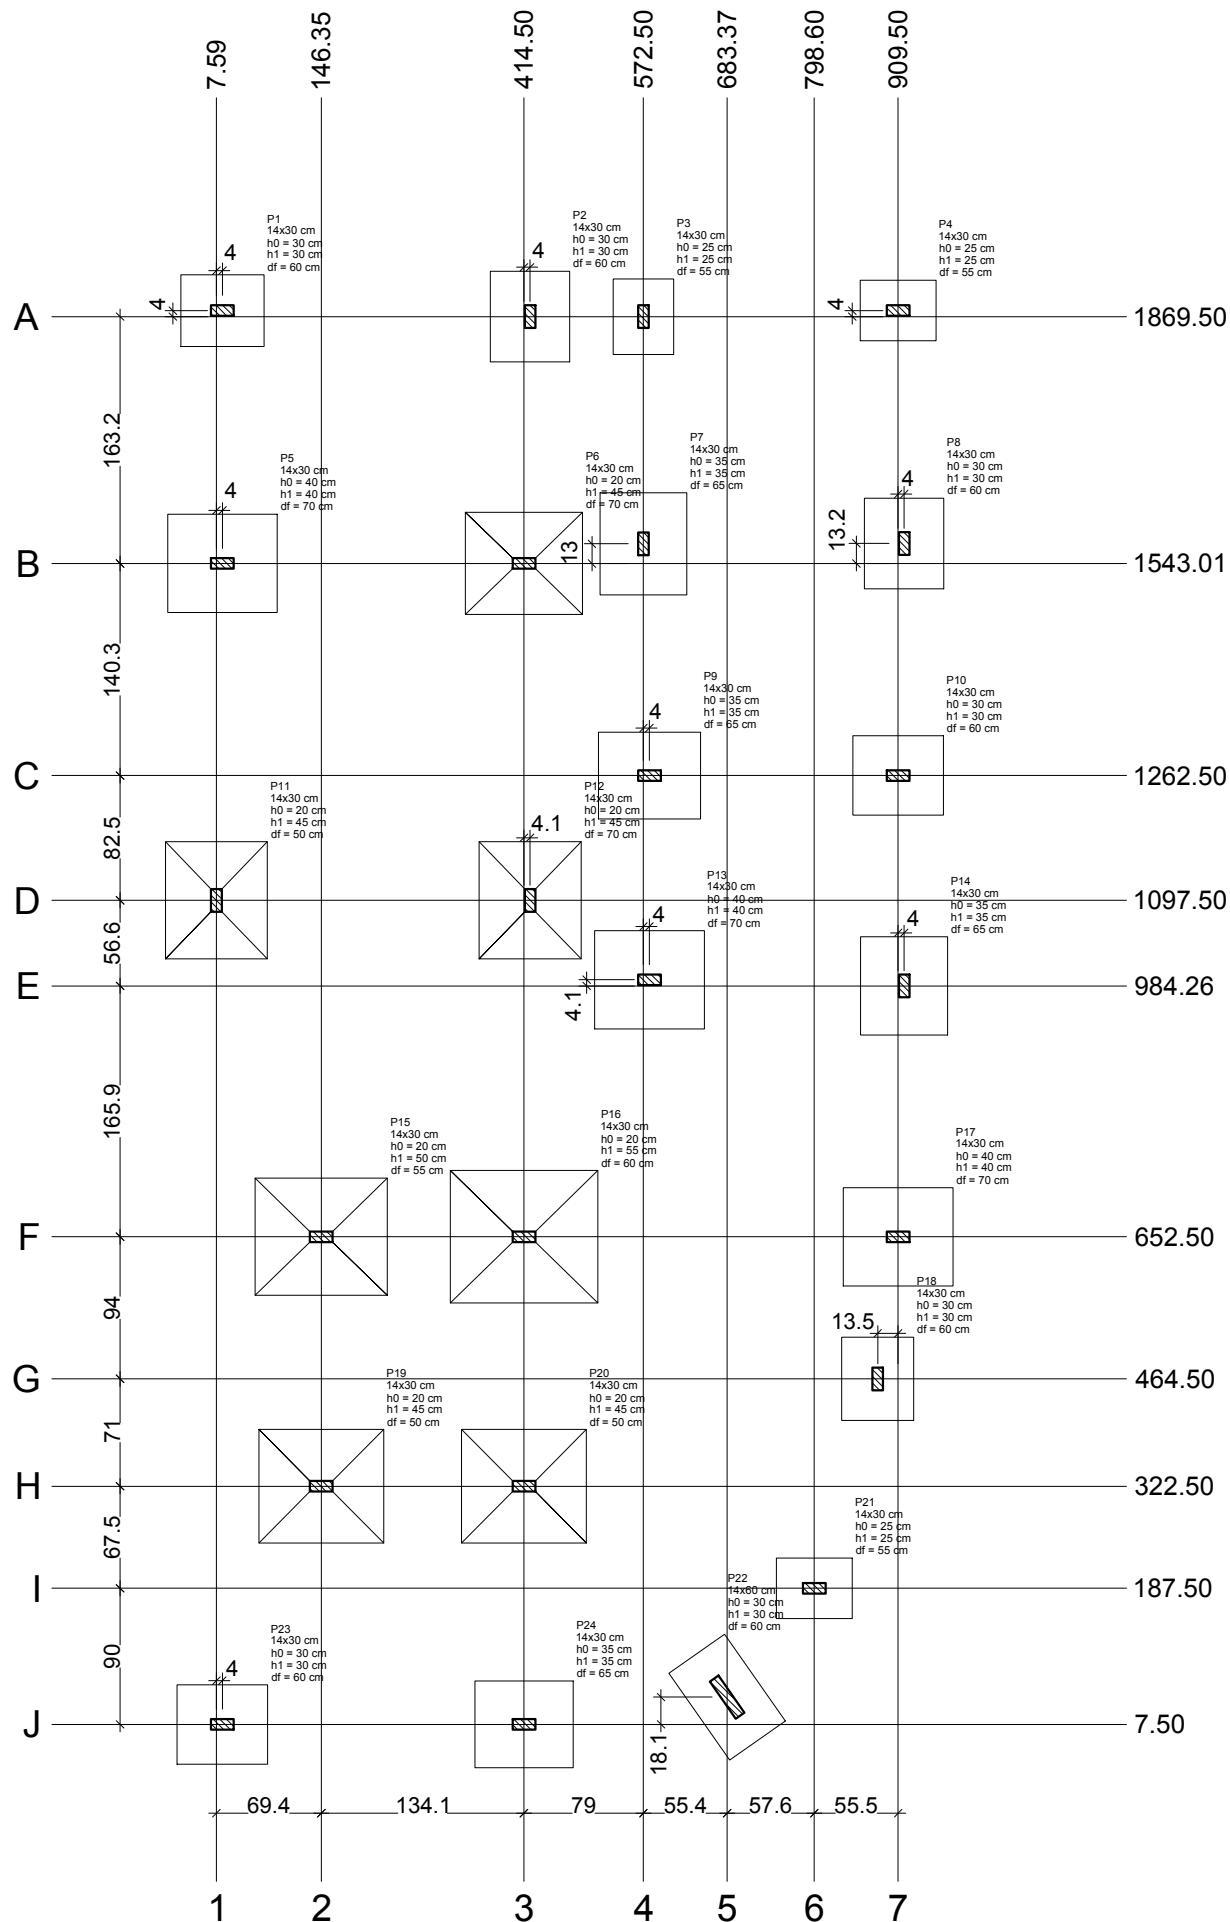 7.59
146.35
414.50
572.50
683.37
798.60
909.50
P1
14x30 cm
h0 = 30 cm
h1 = 30 cm
df = 60 cm
4
4
P2
14x30 cm
h0 = 30 cm
h1 = 30 cm
df = 60 cm
4
P3
14x30 cm
h0 = 25 cm
h1 = 25 cm
df = 55 cm
P4
14x30 cm
h0 = 25 cm
h1 = 25 cm
df = 55 cm
4
A
1869.50
163.2
P5
14x30 cm
h0 = 40 cm
h1 = 40 cm
df = 70 cm
4
P6
14x30 cm
h0 = 20 cm
h1 = 45 cm
df = 70 cm
P7
14x30 cm
h0 = 35 cm
h1 = 35 cm
df = 65 cm
13
P8
14x30 cm
h0 = 30 cm
h1 = 30 cm
df = 60 cm
4
13.2
B
1543.01
140.3
P9
14x30 cm
h0 = 35 cm
h1 = 35 cm
df = 65 cm
4
P10
14x30 cm
h0 = 30 cm
h1 = 30 cm
df = 60 cm
C
1262.50
82.5
P11
14x30 cm
h0 = 20 cm
h1 = 45 cm
df = 50 cm
P12
14x30 cm
h0 = 20 cm
h1 = 45 cm
df = 70 cm
4.1
D
1097.50
56.6
P13
14x30 cm
h0 = 40 cm
h1 = 40 cm
df = 70 cm
4
4.1
P14
14x30 cm
h0 = 35 cm
h1 = 35 cm
df = 65 cm
4
E
984.26
165.9
P15
14x30 cm
h0 = 20 cm
h1 = 50 cm
df = 55 cm
P16
14x30 cm
h0 = 20 cm
h1 = 55 cm
df = 60 cm
P17
14x30 cm
h0 = 40 cm
h1 = 40 cm
df = 70 cm
F
652.50
94
P18
14x30 cm
h0 = 30 cm
h1 = 30 cm
df = 60 cm
13.5
G
464.50
71
P19
14x30 cm
h0 = 20 cm
h1 = 45 cm
df = 50 cm
P20
14x30 cm
h0 = 20 cm
h1 = 45 cm
df = 50 cm
H
322.50
67.5
P21
14x30 cm
h0 = 25 cm
h1 = 25 cm
df = 55 cm
I
187.50
90
P22
14x60 cm
h0 = 30 cm
h1 = 30 cm
df = 60 cm
18.1
P23
14x30 cm
h0 = 30 cm
h1 = 30 cm
df = 60 cm
4
P24
14x30 cm
h0 = 35 cm
h1 = 35 cm
df = 65 cm
J
7.50
69.4
134.1
79
55.4
57.6
55.5
1
2
3
4
5
6
7